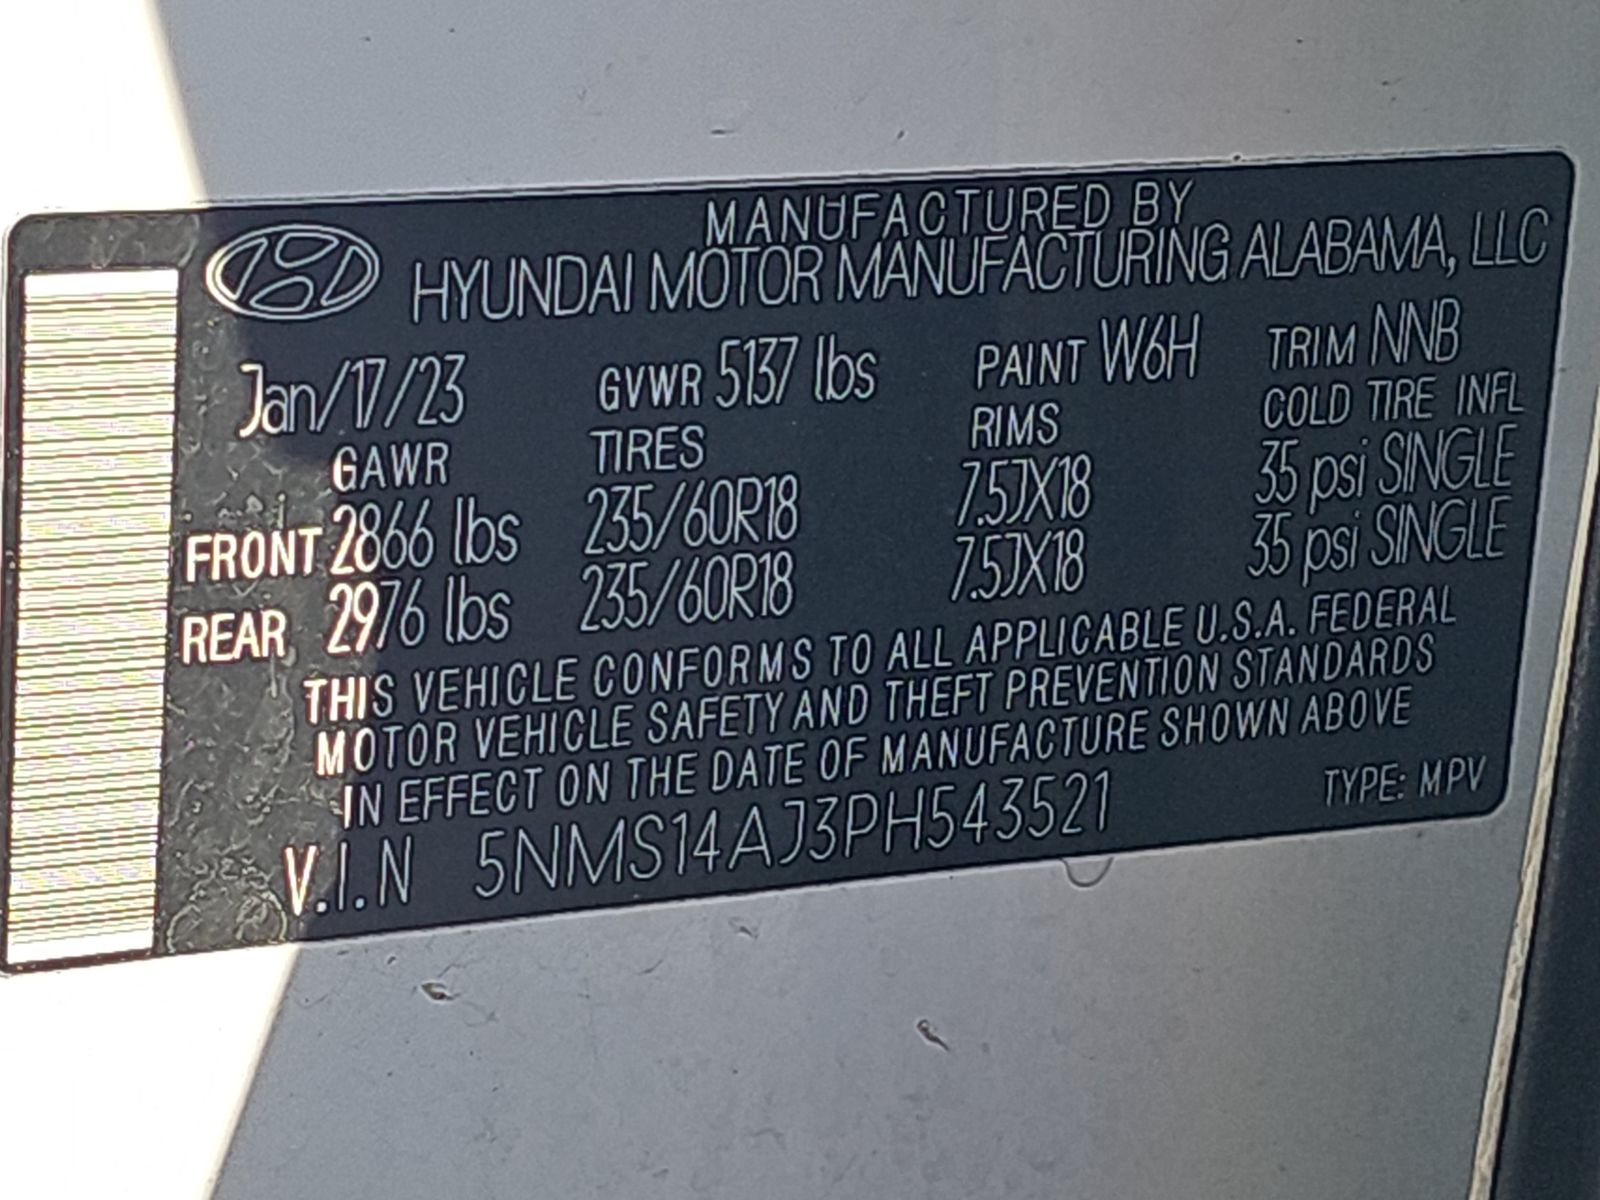 MANUFACTURED BY
HYUNDAI MOTOR MANUFACTURING ALABAMA, LLC
Jan/17/23 GVWR 5137 lbs PAINT W6H TRIM NNB
GAWR TIRES RIMS COLD TIRE INFL
FRONT 2866 lbs 235/60R18 7.5JX18 35 psi SINGLE
REAR 2976 lbs 235/60R18 7.5JX18 35 psi SINGLE
THIS VEHICLE CONFORMS TO ALL APPLICABLE U.S.A. FEDERAL
MOTOR VEHICLE SAFETY AND THEFT PREVENTION STANDARDS
IN EFFECT ON THE DATE OF MANUFACTURE SHOWN ABOVE
V.I.N 5NMS14AJ3PH543521 TYPE: MPV